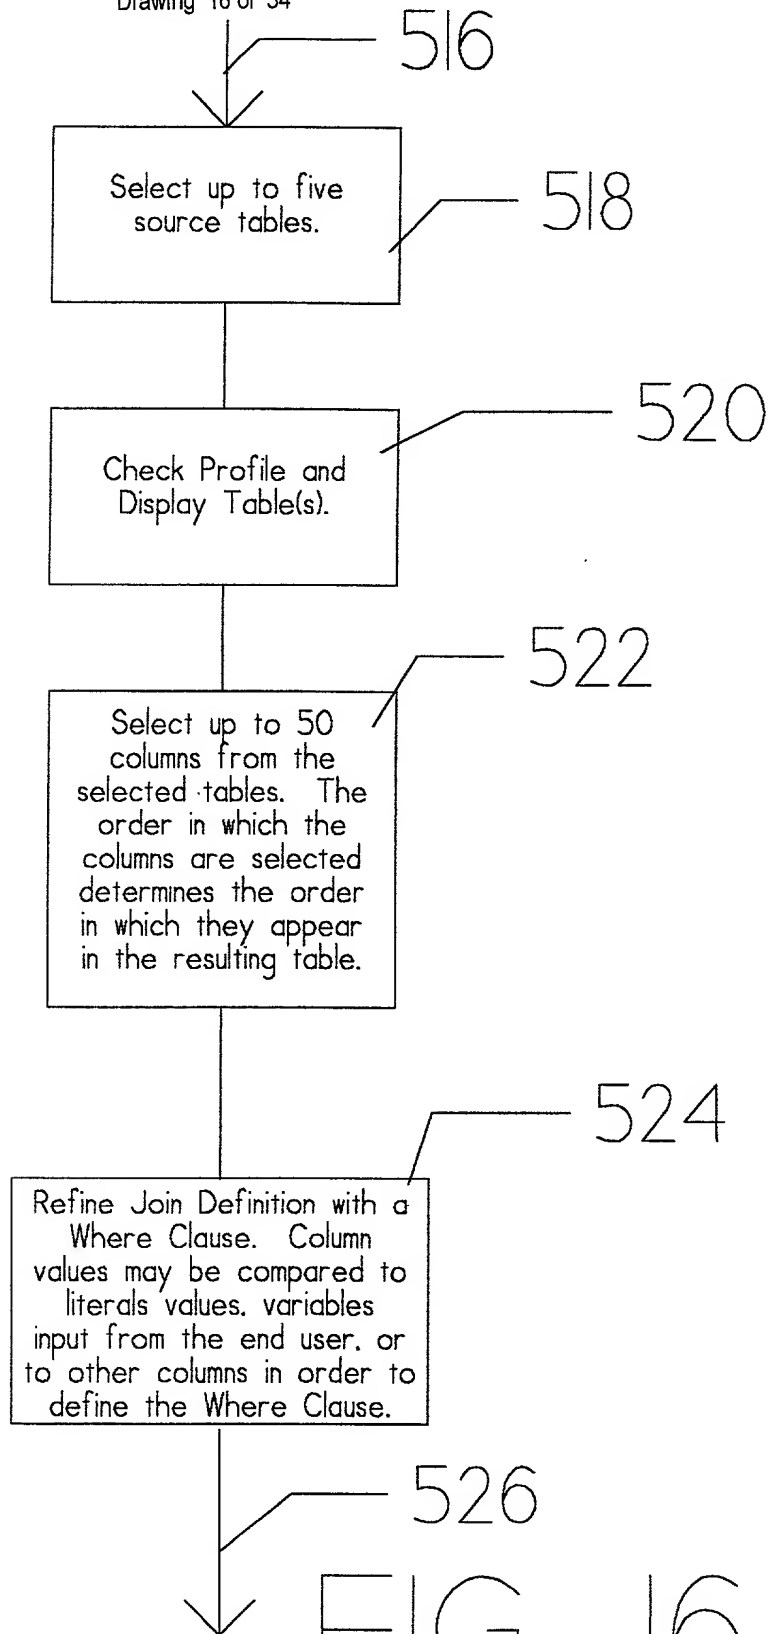 Drawing 16 of 34
516
Select up to five
source tables.
518
520
Check Profile and
Display Table(s).
522
Select up to 50
columns from the
selected tables. The
order in which the
columns are selected
determines the order
in which they appear
in the resulting table.
524
Refine Join Definition with a
Where Clause. Column
values may be compared to
literals values, variables
input from the end user, or
to other columns in order to
define the Where Clause.
526
FIG. 16